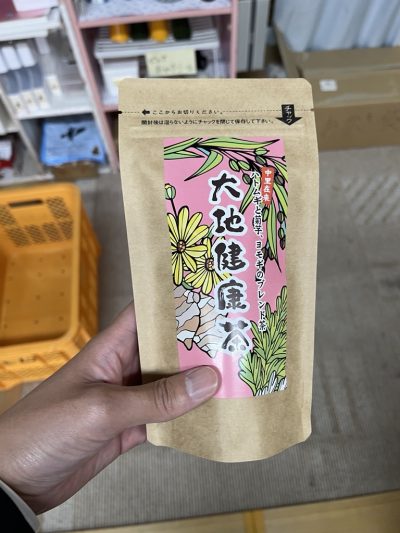 ここからお切りください。
開封後は湿らないようにチャックを閉じて保存して下さい。
チャック
ハトムギと菊芋、ヨモギのブレンド茶
大地健康茶